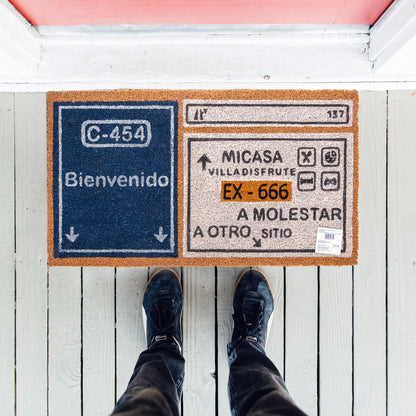 C-454
Bienvenido
137
MICASA
VILLADISFRUTE
EX - 666
A MOLESTAR
A OTRO SITIO